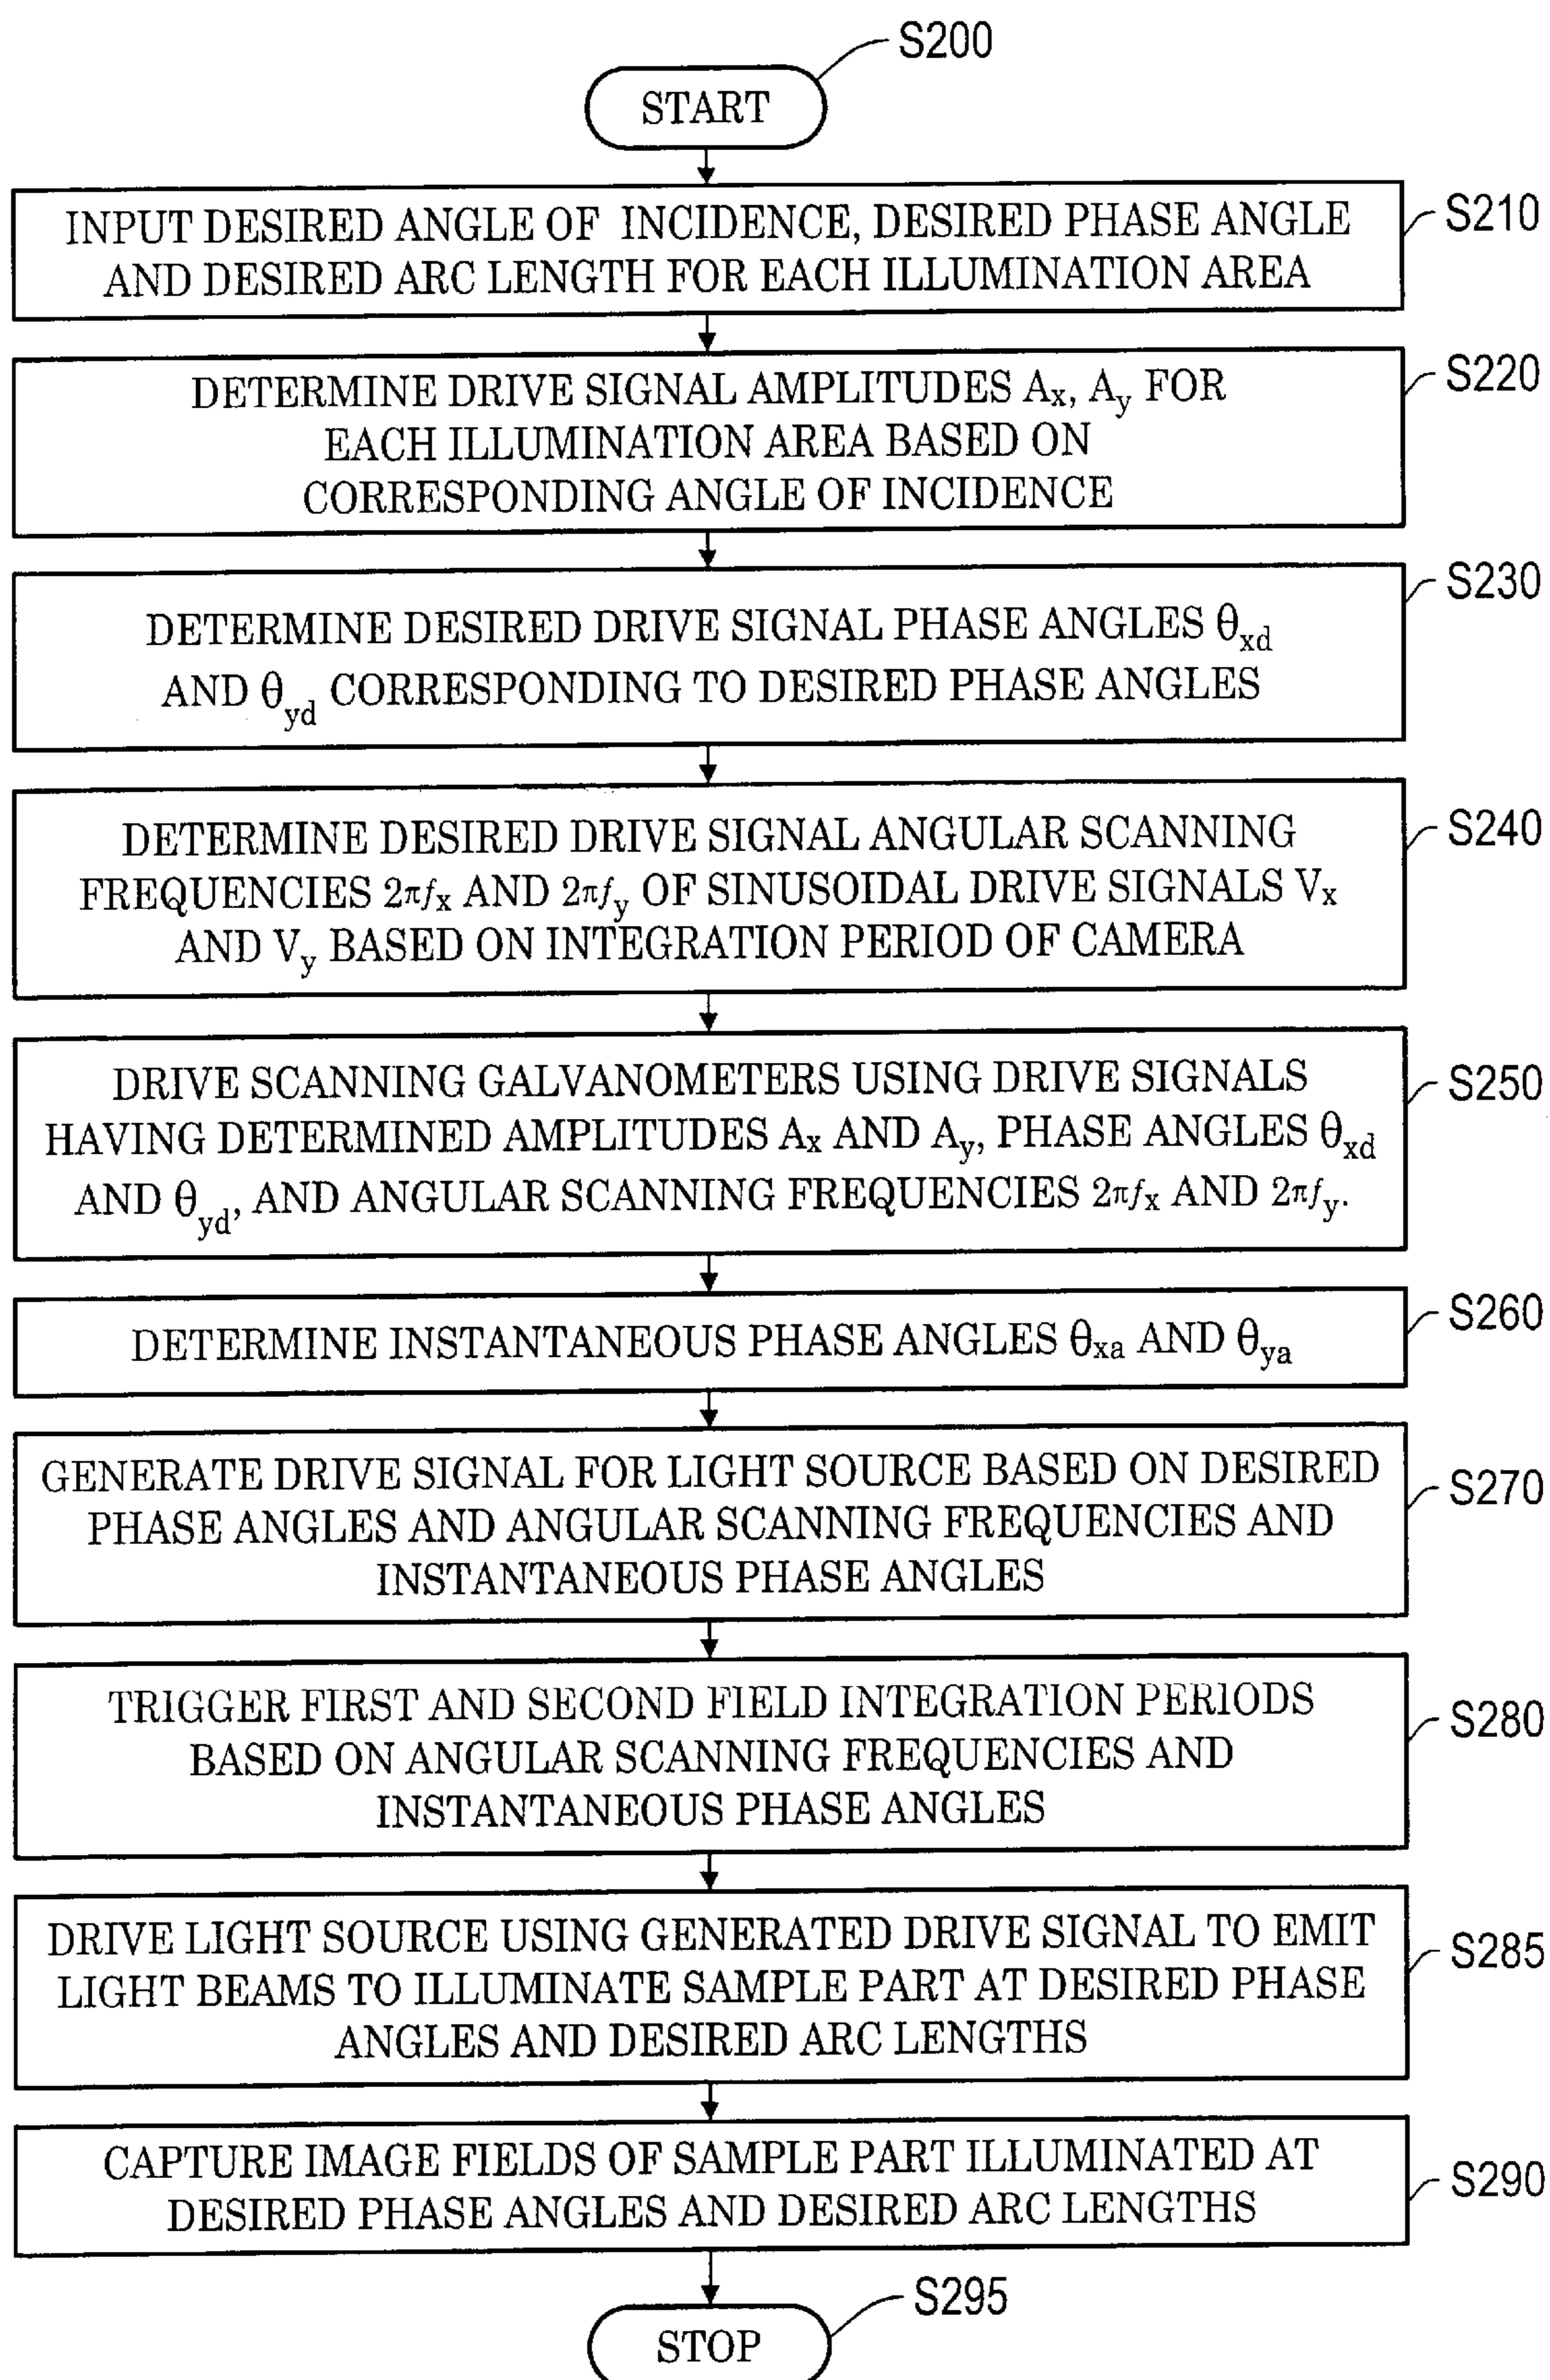 S200
START
S210
INPUT DESIRED ANGLE OF INCIDENCE, DESIRED PHASE ANGLE
AND DESIRED ARC LENGTH FOR EACH ILLUMINATION AREA
S220
DETERMINE DRIVE SIGNAL AMPLITUDES Ax, Ay FOR
EACH ILLUMINATION AREA BASED ON
CORRESPONDING ANGLE OF INCIDENCE
S230
DETERMINE DESIRED DRIVE SIGNAL PHASE ANGLES θxd
AND θyd CORRESPONDING TO DESIRED PHASE ANGLES
S240
DETERMINE DESIRED DRIVE SIGNAL ANGULAR SCANNING
FREQUENCIES 2πfx AND 2πfy OF SINUSOIDAL DRIVE SIGNALS Vx
AND Vy BASED ON INTEGRATION PERIOD OF CAMERA
S250
DRIVE SCANNING GALVANOMETERS USING DRIVE SIGNALS
HAVING DETERMINED AMPLITUDES Ax AND Ay, PHASE ANGLES θxd
AND θyd, AND ANGULAR SCANNING FREQUENCIES 2πfx AND 2πfy.
S260
DETERMINE INSTANTANEOUS PHASE ANGLES θxa AND θya
S270
GENERATE DRIVE SIGNAL FOR LIGHT SOURCE BASED ON DESIRED
PHASE ANGLES AND ANGULAR SCANNING FREQUENCIES AND
INSTANTANEOUS PHASE ANGLES
S280
TRIGGER FIRST AND SECOND FIELD INTEGRATION PERIODS
BASED ON ANGULAR SCANNING FREQUENCIES AND
INSTANTANEOUS PHASE ANGLES
S285
DRIVE LIGHT SOURCE USING GENERATED DRIVE SIGNAL TO EMIT
LIGHT BEAMS TO ILLUMINATE SAMPLE PART AT DESIRED PHASE
ANGLES AND DESIRED ARC LENGTHS
S290
CAPTURE IMAGE FIELDS OF SAMPLE PART ILLUMINATED AT
DESIRED PHASE ANGLES AND DESIRED ARC LENGTHS
S295
STOP